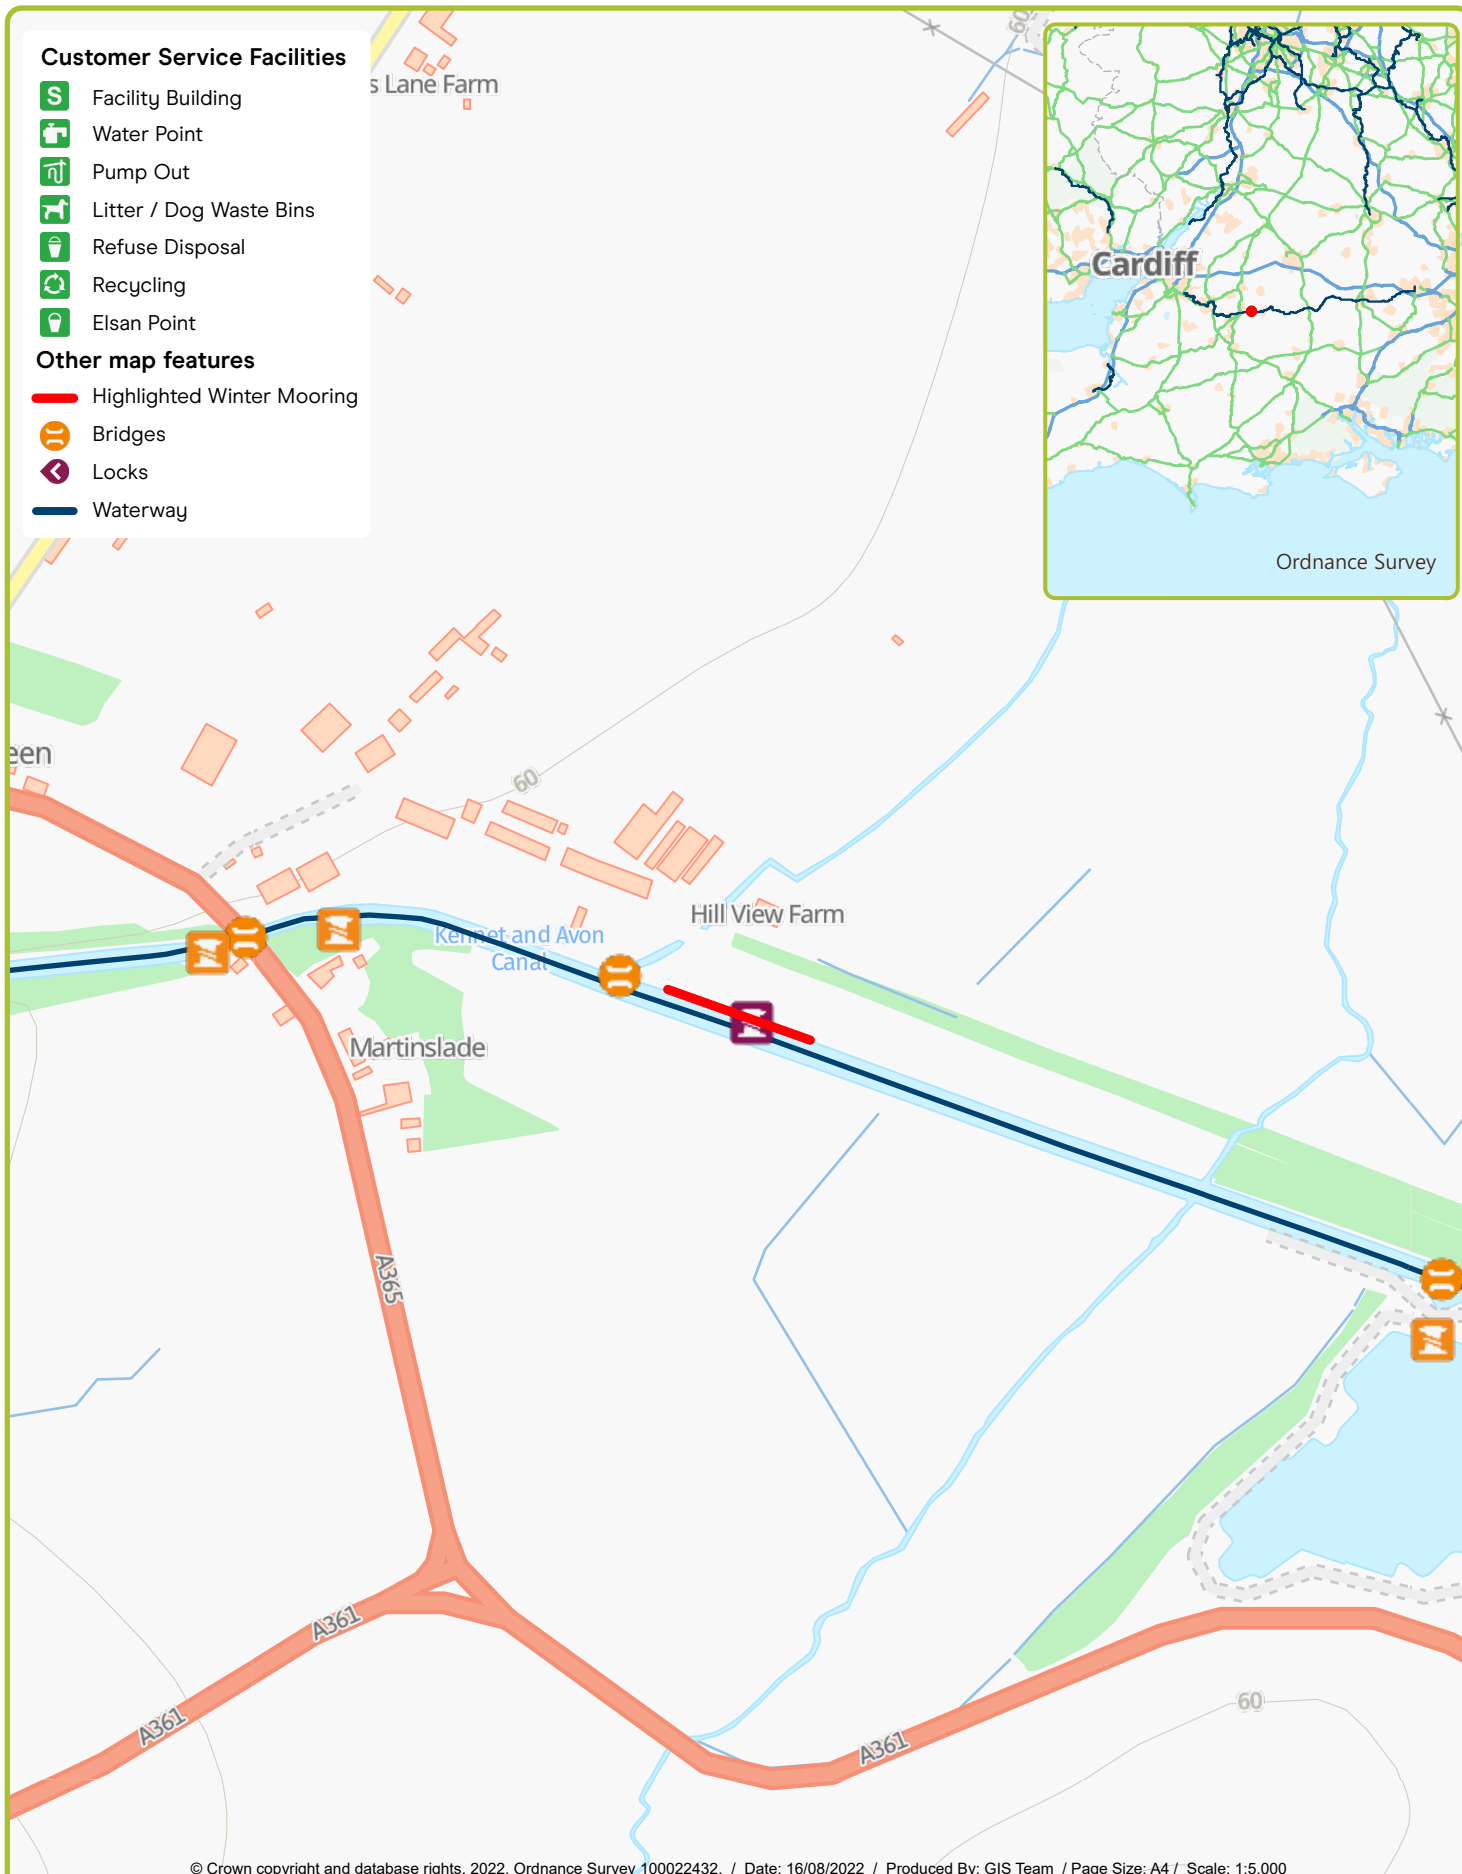 Customer Service Facilities
S Facility Building
Water Point
Pump Out
Litter / Dog Waste Bins
Refuse Disposal
Recycling
Elsan Point
Other map features
Highlighted Winter Mooring
Bridges
Locks
Waterway
s Lane Farm
60
Cardiff
Ordnance Survey
een
60
Hill View Farm
Kennet and Avon
Canal
Martinslade
A365
A361
A361
A361
60
© Crown copyright and database rights, 2022, Ordnance Survey 100022432. / Date: 16/08/2022 / Produced By: GIS Team / Page Size: A4 / Scale: 1:5,000